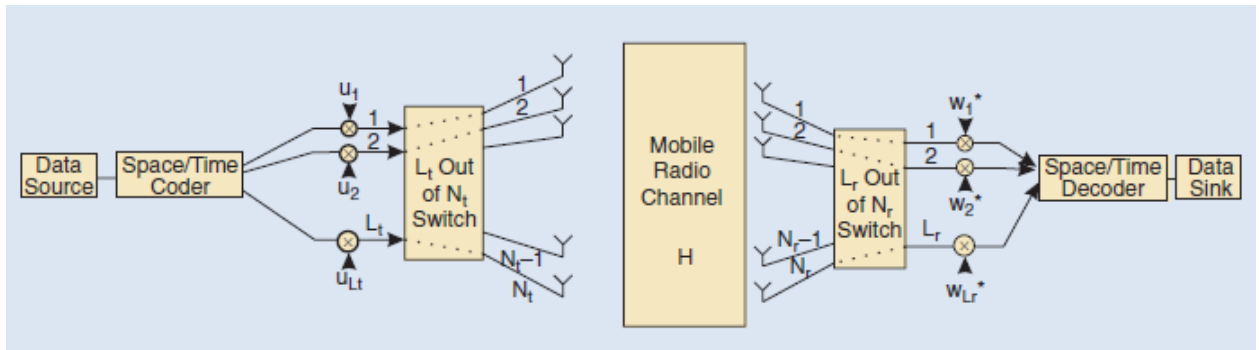 Data
Source
Space/Time
Coder
u1
1
2
u2
Lt
uLt
Lt Out
of Nt
Switch
1
2
Nt–1
Nt
Mobile
Radio
Channel
H
1
2
Nr–1
Nr
Lr Out
of Nr
Switch
w1*
1
2
w2*
Lr
wLr*
Space/Time
Decoder
Data
Sink